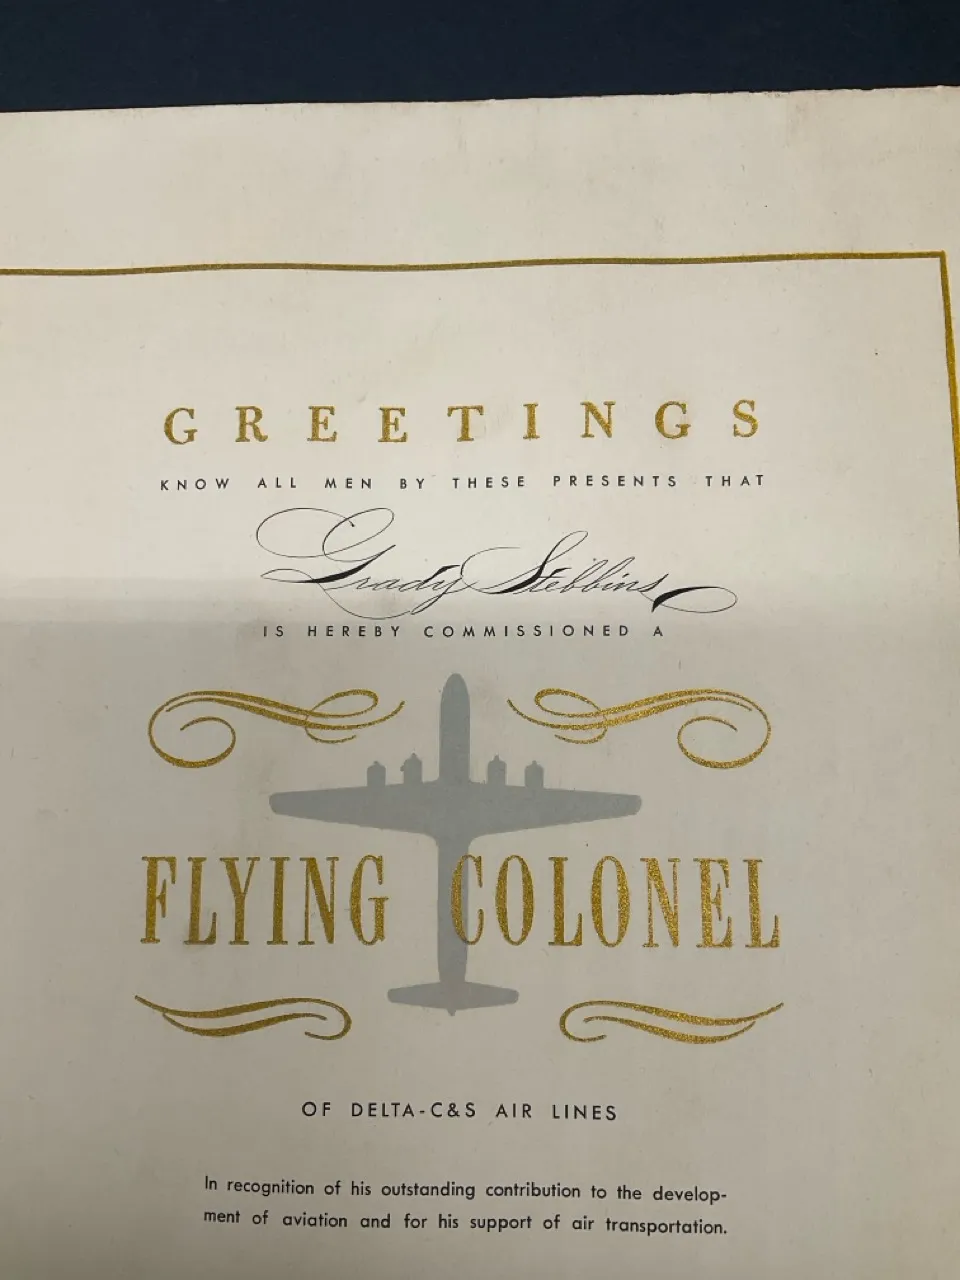 GREETINGS
KNOW ALL MEN BY THESE PRESENTS THAT
Grady Stebbins
IS HEREBY COMMISSIONED A
FLYING COLONEL
OF DELTA-C&S AIR LINES
In recognition of his outstanding contribution to the develop-
ment of aviation and for his support of air transportation.